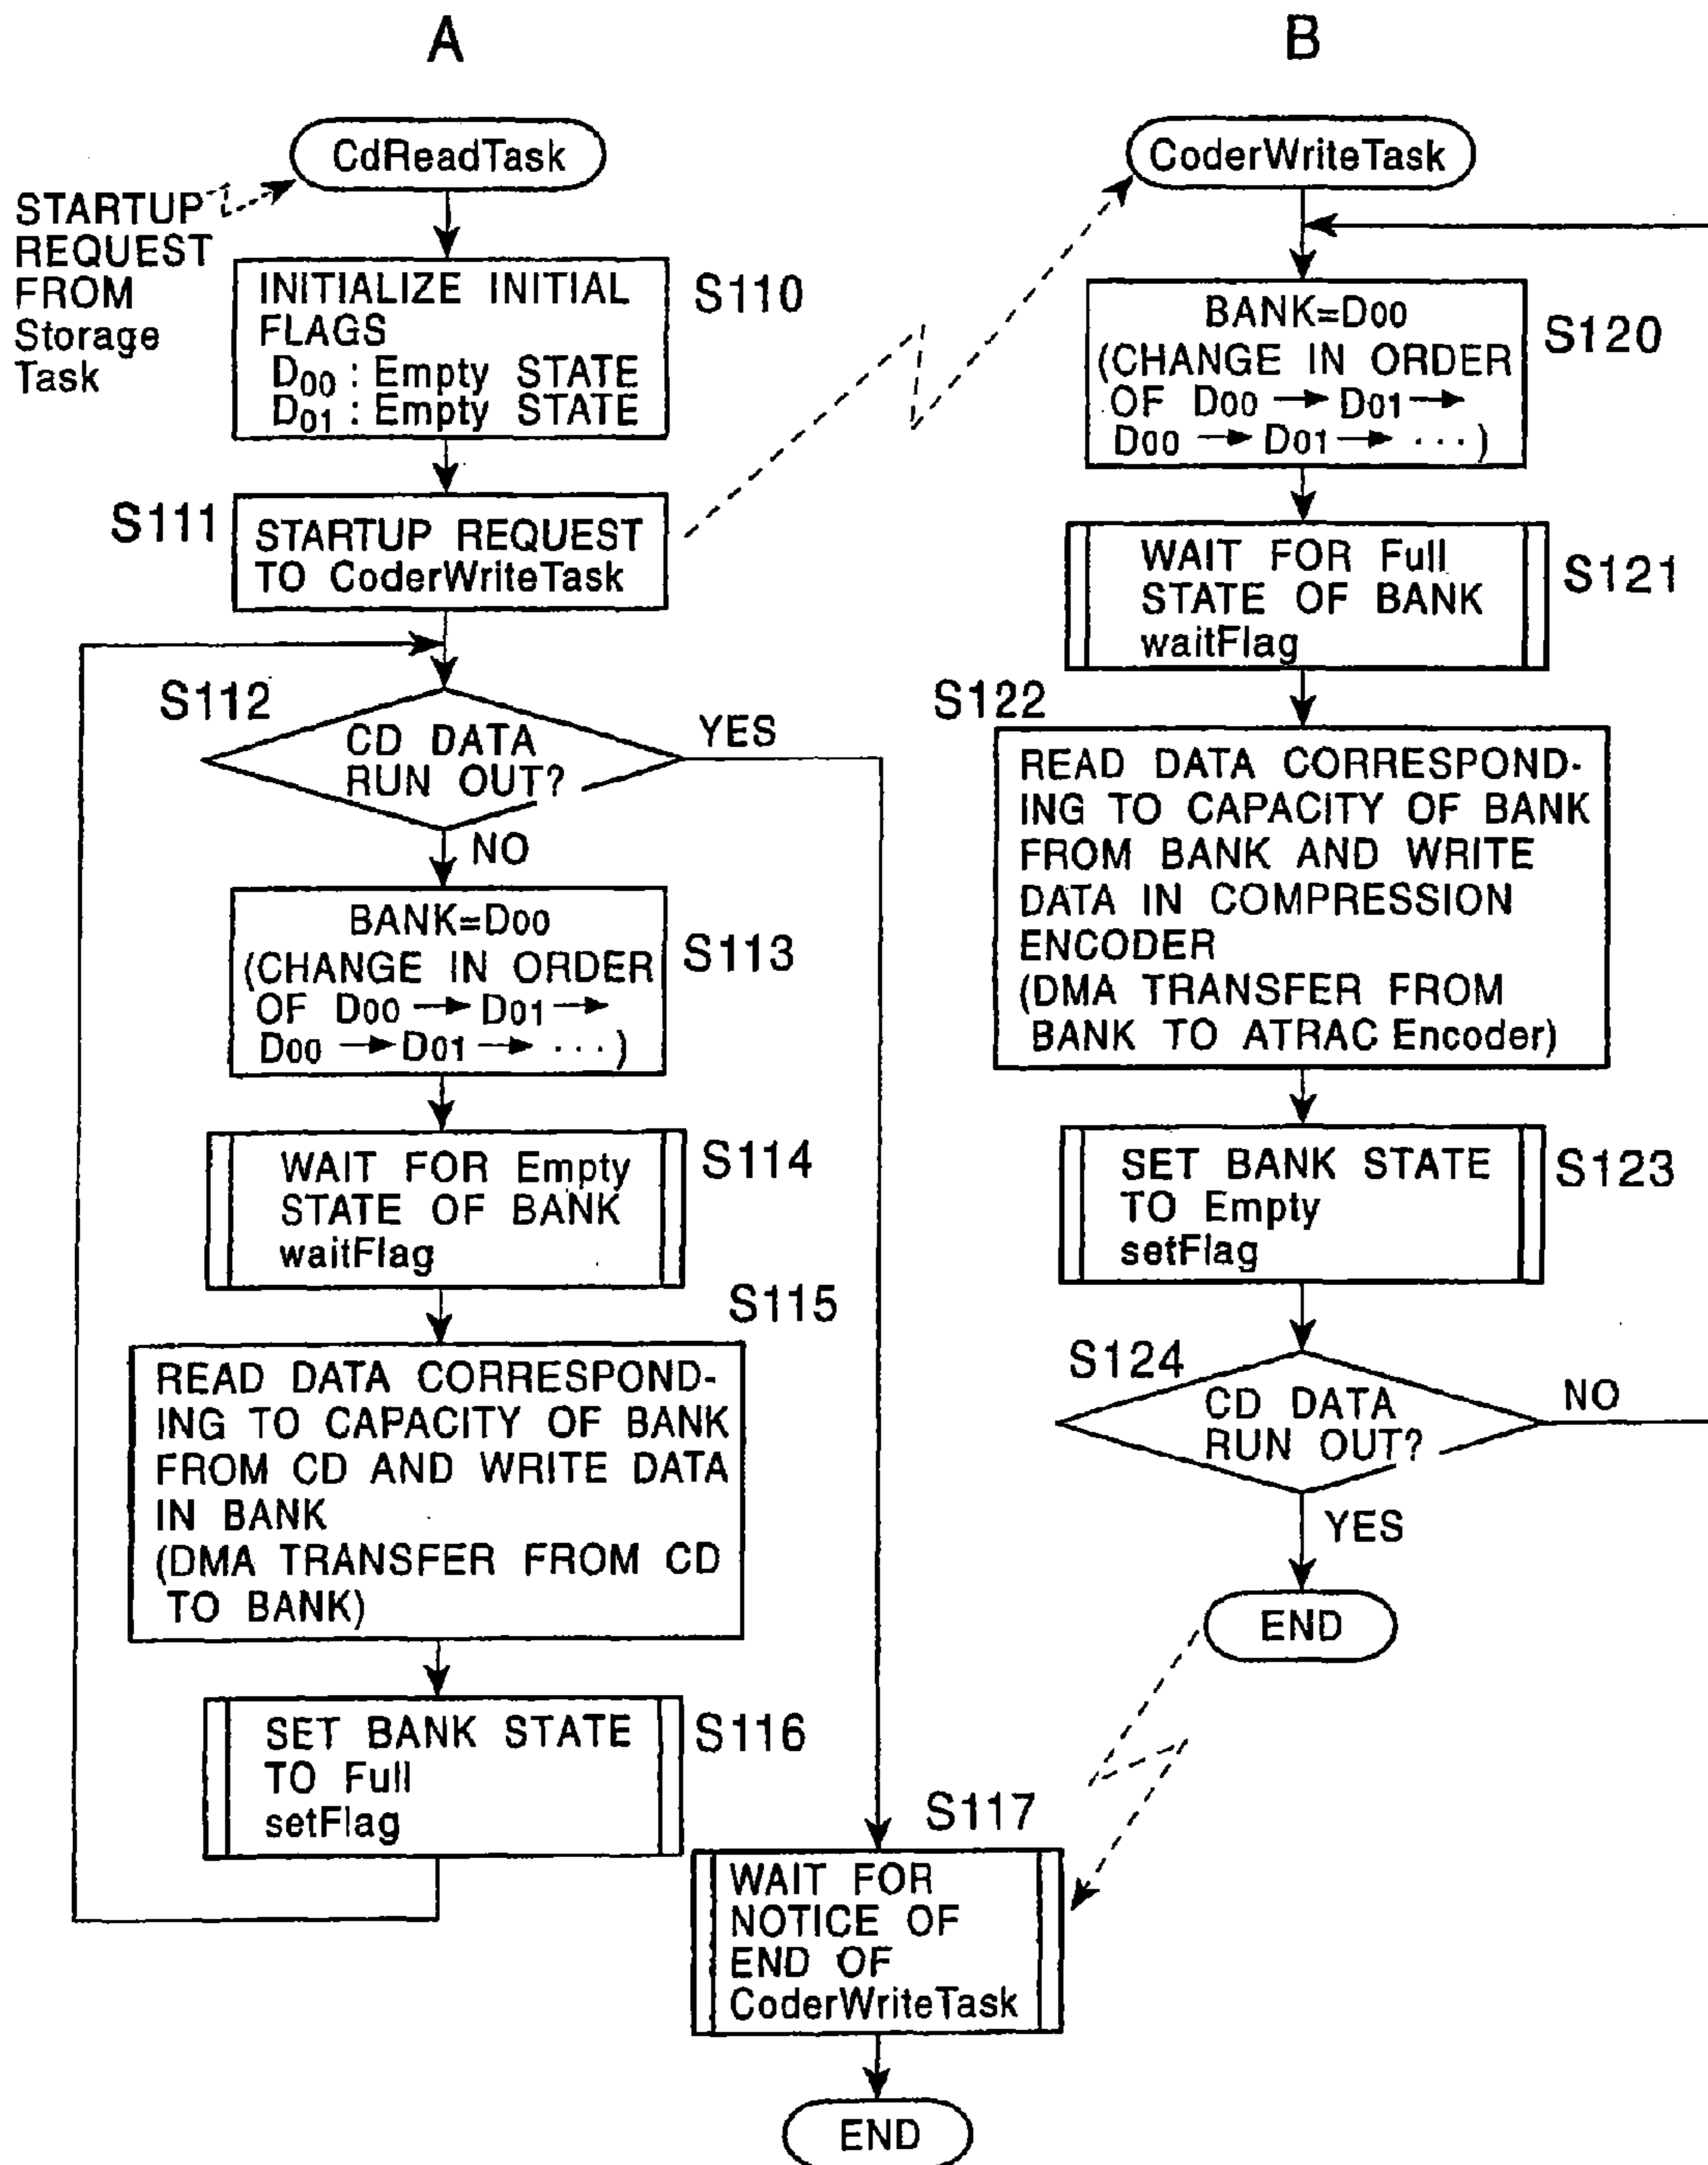 A
CdReadTask
STARTUP
REQUEST
FROM
Storage
Task
INITIALIZE INITIAL
FLAGS
D00 : Empty STATE
D01 : Empty STATE
S110
S111
STARTUP REQUEST
TO CoderWriteTask
S112
CD DATA
RUN OUT?
YES
NO
BANK=D00
(CHANGE IN ORDER
OF D00 → D01 →
D00 → D01 → ···)
S113
WAIT FOR Empty
STATE OF BANK
waitFlag
S114
S115
READ DATA CORRESPOND-
ING TO CAPACITY OF BANK
FROM CD AND WRITE DATA
IN BANK
(DMA TRANSFER FROM CD
TO BANK)
SET BANK STATE
TO Full
setFlag
S116
S117
WAIT FOR
NOTICE OF
END OF
CoderWriteTask
END
B
CoderWriteTask
BANK=D00
(CHANGE IN ORDER
OF D00 → D01 →
D00 → D01 → ···)
S120
WAIT FOR Full
STATE OF BANK
waitFlag
S121
S122
READ DATA CORRESPOND-
ING TO CAPACITY OF BANK
FROM BANK AND WRITE
DATA IN COMPRESSION
ENCODER
(DMA TRANSFER FROM
BANK TO ATRAC Encoder)
SET BANK STATE
TO Empty
setFlag
S123
S124
CD DATA
RUN OUT?
NO
YES
END